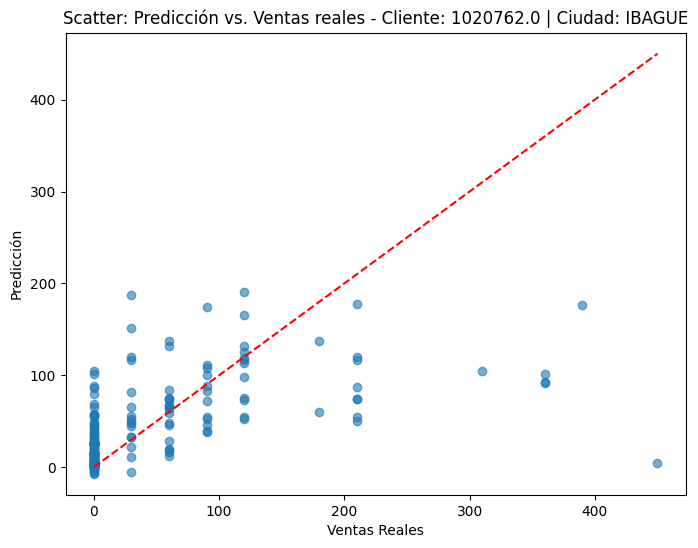 Scatter: Predicción vs. Ventas reales - Cliente: 1020762.0 | Ciudad: IBAGUE
400
300
200
100
0
Predicción
0 100 200 300 400
Ventas Reales